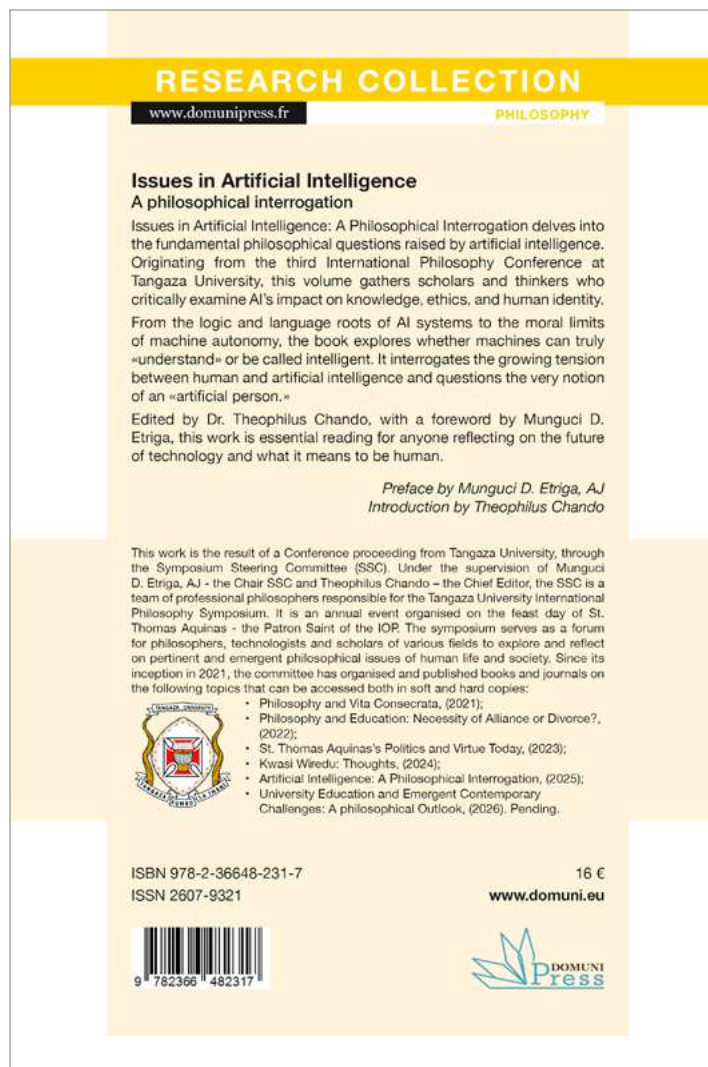 RESEARCH COLLECTION
www.domunipress.fr
PHILOSOPHY
Issues in Artificial Intelligence
A philosophical interrogation
Issues in Artificial Intelligence: A Philosophical Interrogation delves into
the fundamental philosophical questions raised by artificial intelligence.
Originating from the third International Philosophy Conference at
Tangaza University, this volume gathers scholars and thinkers who
critically examine AI's impact on knowledge, ethics, and human identity.
From the logic and language roots of AI systems to the moral limits
of machine autonomy, the book explores whether machines can truly
«understand» or be called intelligent. It interrogates the growing tension
between human and artificial intelligence and questions the very notion
of an «artificial person.»
Edited by Dr. Theophilus Chando, with a foreword by Munguci D.
Etriga, this work is essential reading for anyone reflecting on the future
of technology and what it means to be human.
Preface by Munguci D. Etriga, AJ
Introduction by Theophilus Chando
This work is the result of a Conference proceeding from Tangaza University, through
the Symposium Steering Committee (SSC). Under the supervision of Munguci
D. Etriga, AJ - the Chair SSC and Theophilus Chando – the Chief Editor, the SSC is a
team of professional philosophers responsible for the Tangaza University International
Philosophy Symposium. It is an annual event organised on the feast day of St.
Thomas Aquinas - the Patron Saint of the IOP. The symposium serves as a forum
for philosophers, technologists and scholars of various fields to explore and reflect
on pertinent and emergent philosophical issues of human life and society. Since its
inception in 2021, the committee has organised and published books and journals on
the following topics that can be accessed both in soft and hard copies:
• Philosophy and Vita Consecrata, (2021);
• Philosophy and Education: Necessity of Alliance or Divorce?,
(2022);
• St. Thomas Aquinas's Politics and Virtue Today, (2023);
• Kwasi Wiredu: Thoughts, (2024);
• Artificial Intelligence: A Philosophical Interrogation, (2025);
• University Education and Emergent Contemporary
Challenges: A philosophical Outlook, (2026). Pending.
TANGAZA UNIVERSITY
TANGAZA FUMBO LA IMANI
ISBN 978-2-36648-231-7
16 €
ISSN 2607-9321
www.domuni.eu
9 782366 482317
DOMUNI
Press